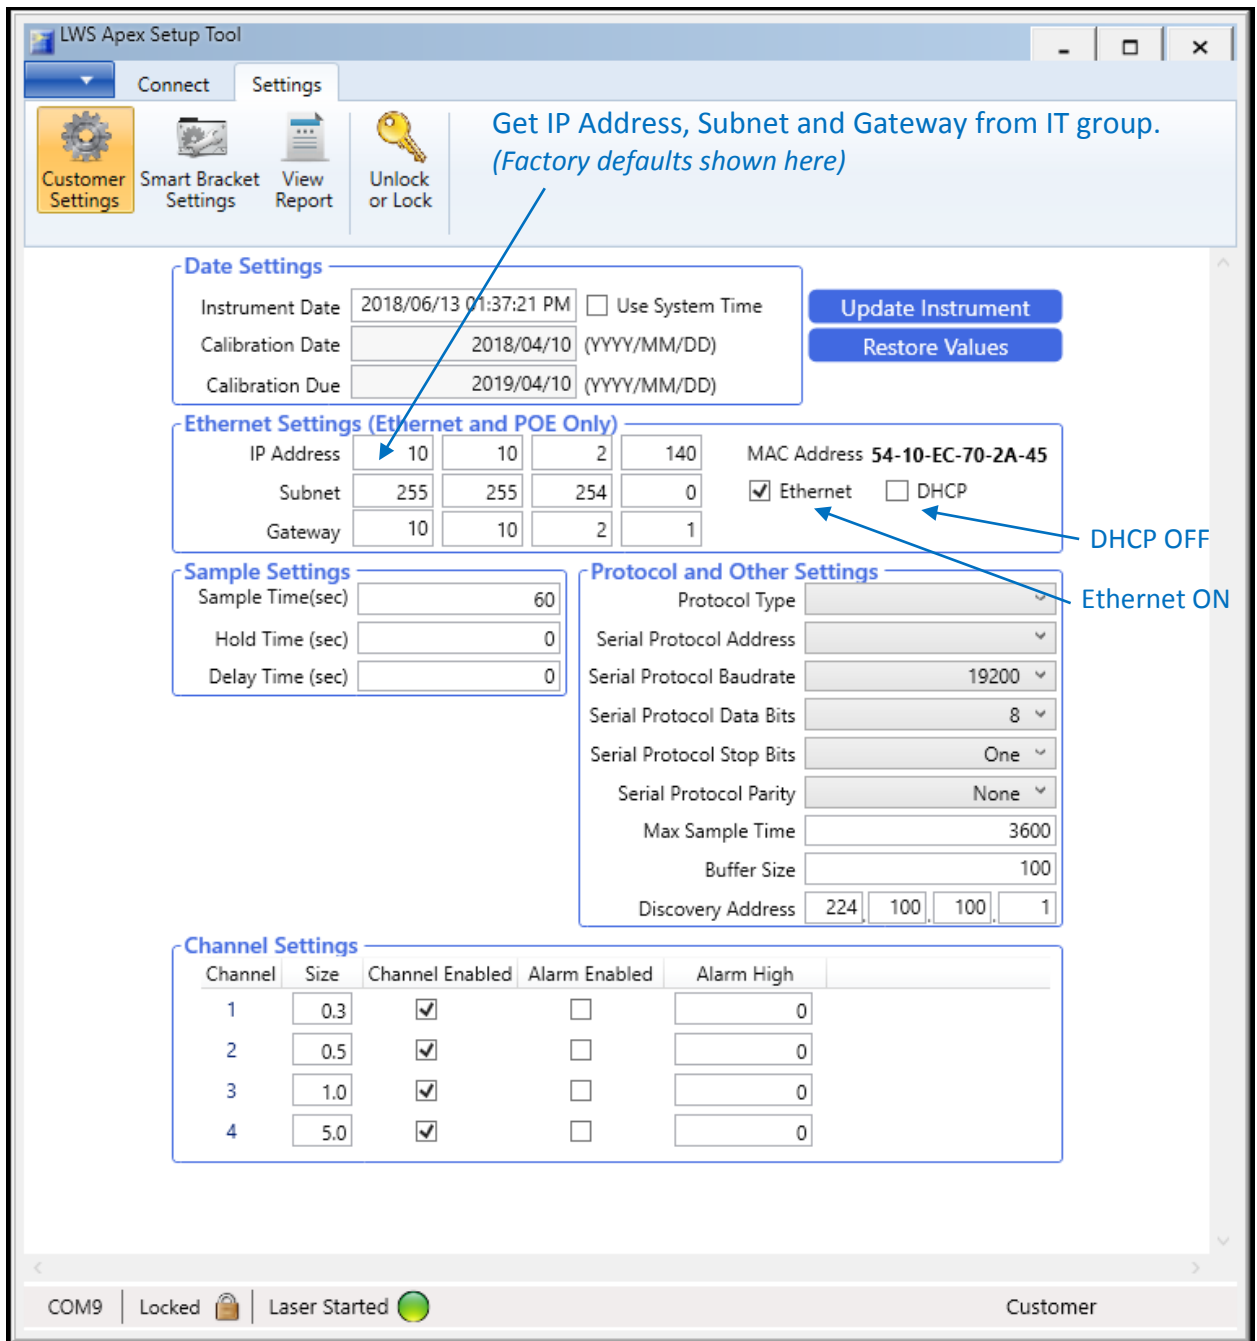 LWS Apex Setup Tool
Connect Settings
Get IP Address, Subnet and Gateway from IT group.
(Factory defaults shown here)
Customer Settings
Smart Bracket Settings
View Report
Unlock or Lock
Date Settings
Instrument Date 2018/06/13 01:37:21 PM Use System Time
Update Instrument
Calibration Date 2018/04/10 (YYYY/MM/DD)
Restore Values
Calibration Due 2019/04/10 (YYYY/MM/DD)
Ethernet Settings (Ethernet and POE Only)
IP Address 10 10 2 140 MAC Address 54-10-EC-70-2A-45
Subnet 255 255 254 0 Ethernet DHCP
Gateway 10 10 2 1
DHCP OFF
Ethernet ON
Sample Settings
Sample Time(sec) 60
Hold Time (sec) 0
Delay Time (sec) 0
Protocol and Other Settings
Protocol Type
Serial Protocol Address
Serial Protocol Baudrate 19200
Serial Protocol Data Bits 8
Serial Protocol Stop Bits One
Serial Protocol Parity None
Max Sample Time 3600
Buffer Size 100
Discovery Address 224 . 100 . 100 . 1
Channel Settings
Channel Size Channel Enabled Alarm Enabled Alarm High
1 0.3 0
2 0.5 0
3 1.0 0
4 5.0 0
COM9 Locked Laser Started Customer